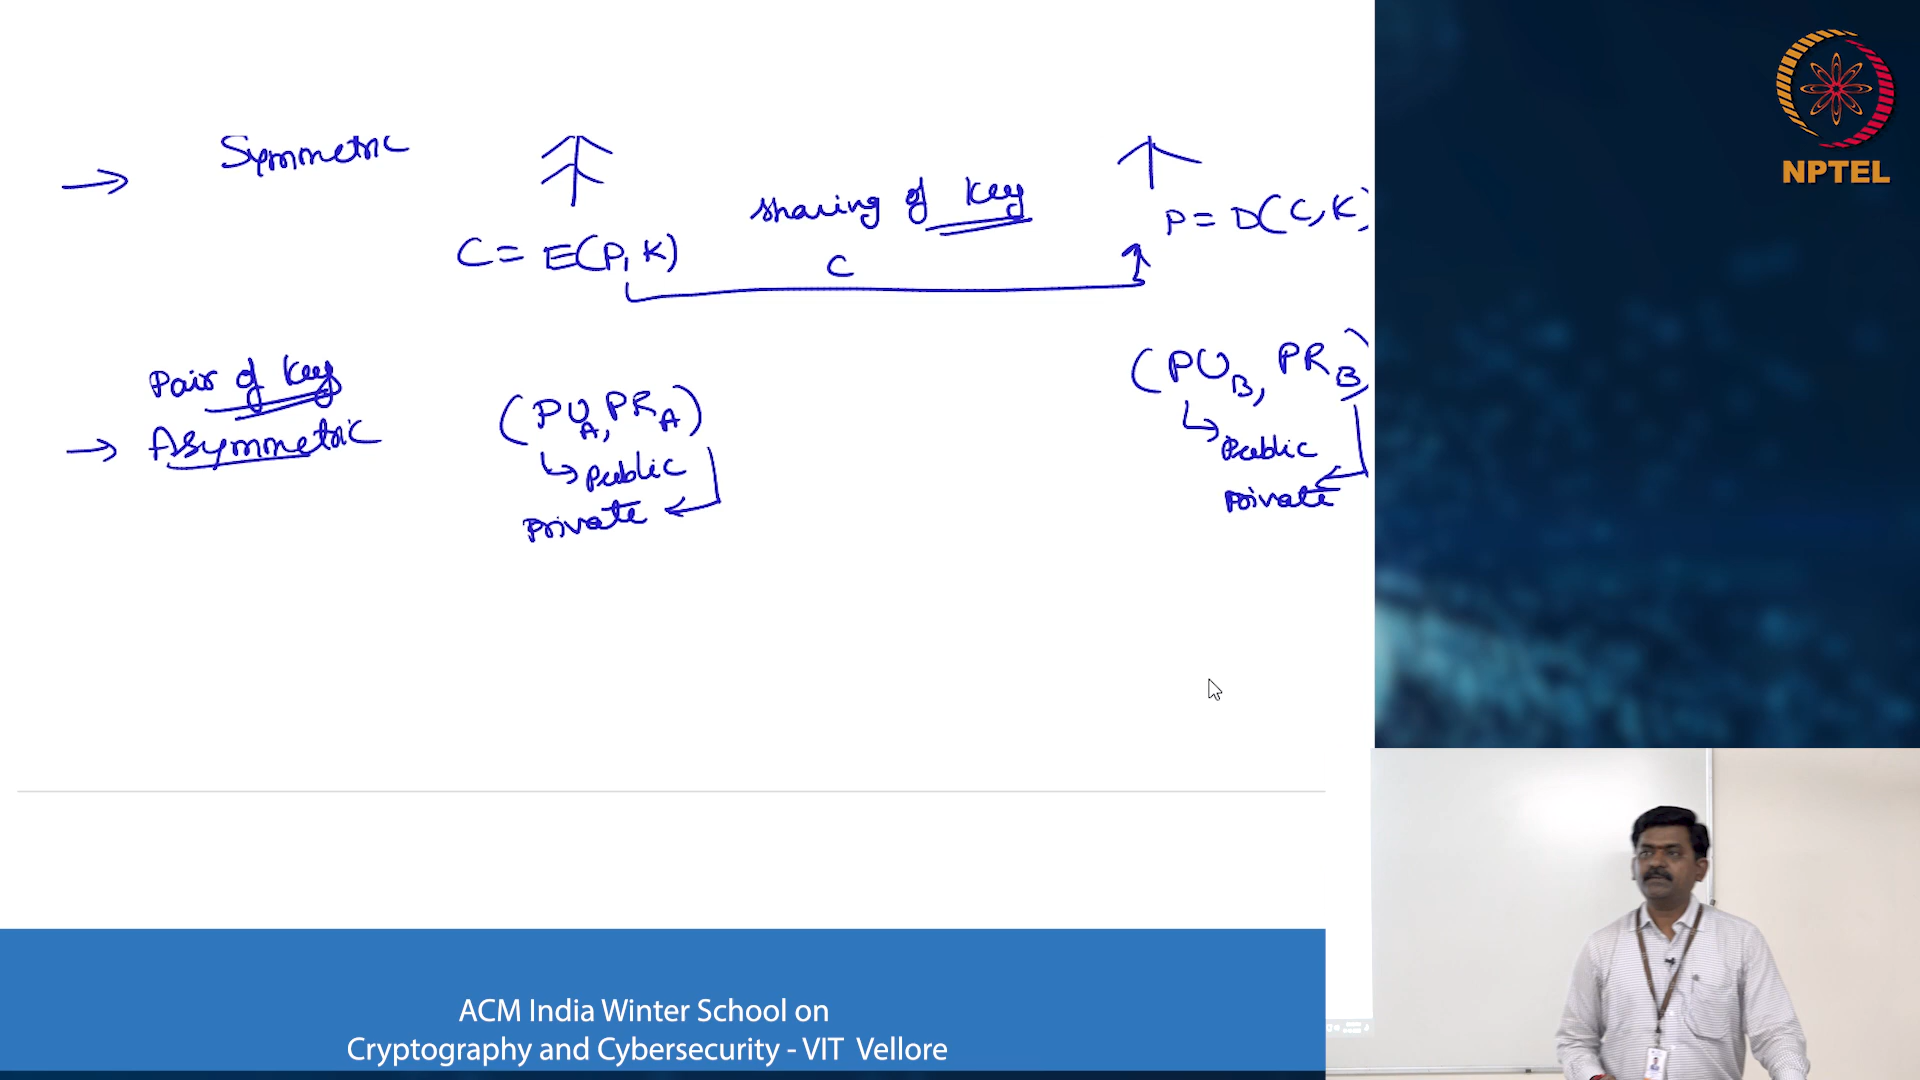 → Symmetric
sharing of key
C = E(P, K)
C
P = D(C, K)
Pair of key
→ Asymmetric
(PU_A, PR_A)
↳ Public
Private ←
(PU_B, PR_B)
↳ Public
Private ←
NPTEL
ACM India Winter School on
Cryptography and Cybersecurity - VIT Vellore